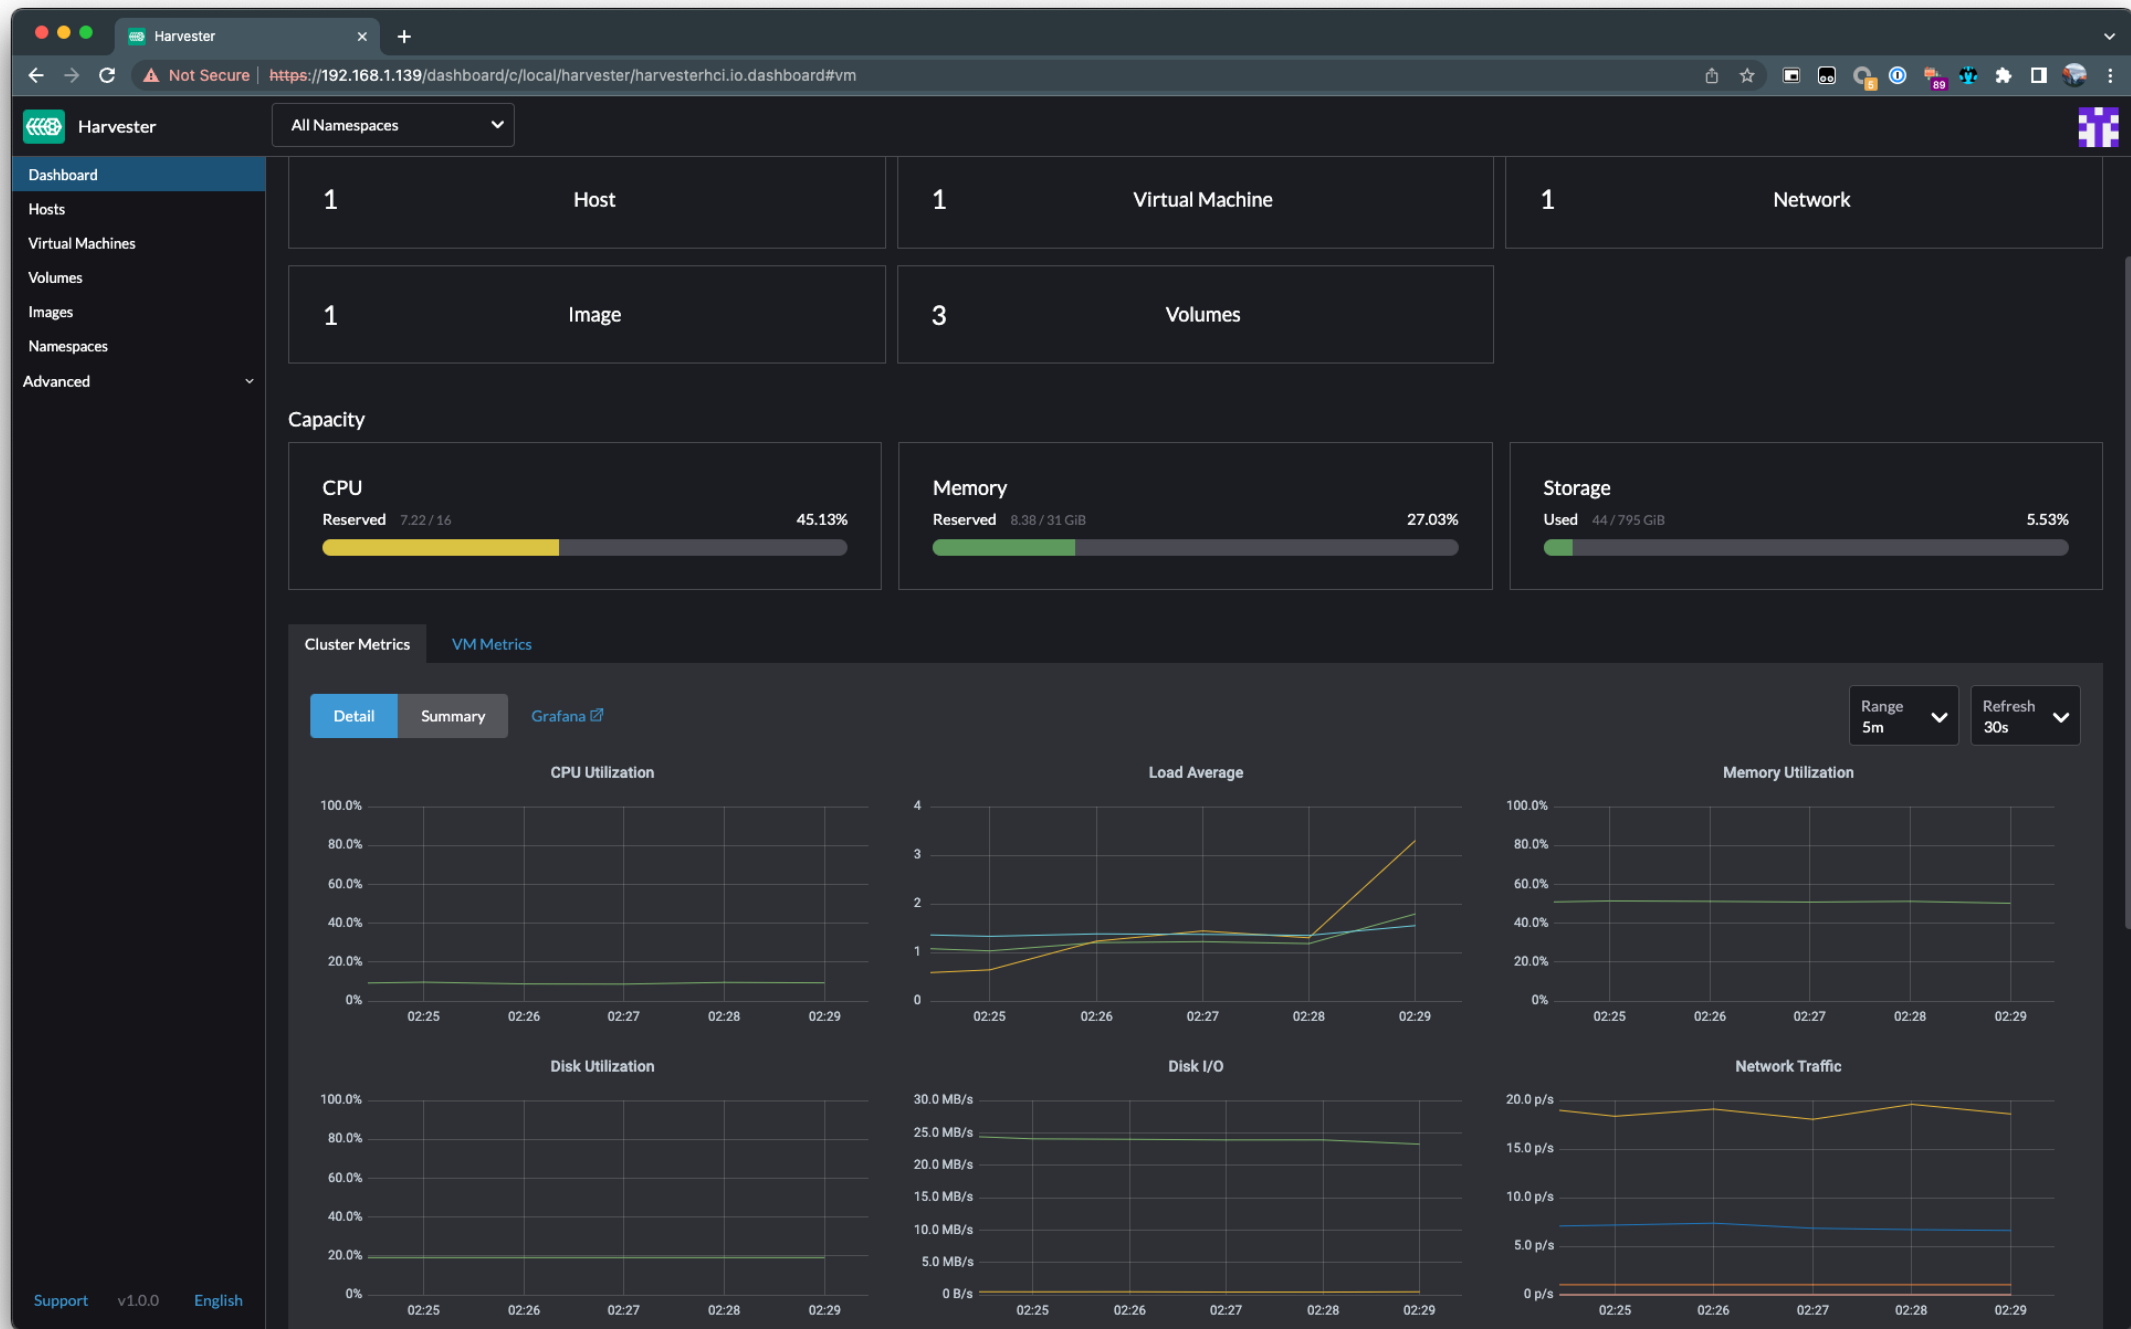 Harvester
Not Secure https://192.168.1.139/dashboard/c/local/harvester/harvesterhci.io.dashboard#vm
5
89
Harvester
All Namespaces
Dashboard
Hosts
Virtual Machines
Volumes
Images
Namespaces
Advanced
1 Host
1 Virtual Machine
1 Network
1 Image
3 Volumes
Capacity
CPU
Reserved 7.22 / 16 45.13%
Memory
Reserved 8.38 / 31 GiB 27.03%
Storage
Used 44 / 795 GiB 5.53%
Cluster Metrics VM Metrics
Detail Summary Grafana
Range
5m
Refresh
30s
CPU Utilization
100.0%
80.0%
60.0%
40.0%
20.0%
0%
02:25 02:26 02:27 02:28 02:29
Load Average
4
3
2
1
0
02:25 02:26 02:27 02:28 02:29
Memory Utilization
100.0%
80.0%
60.0%
40.0%
20.0%
0%
02:25 02:26 02:27 02:28 02:29
Disk Utilization
100.0%
80.0%
60.0%
40.0%
20.0%
0%
02:25 02:26 02:27 02:28 02:29
Disk I/O
30.0 MB/s
25.0 MB/s
20.0 MB/s
15.0 MB/s
10.0 MB/s
5.0 MB/s
0 B/s
02:25 02:26 02:27 02:28 02:29
Network Traffic
20.0 p/s
15.0 p/s
10.0 p/s
5.0 p/s
0 p/s
02:25 02:26 02:27 02:28 02:29
Support v1.0.0 English